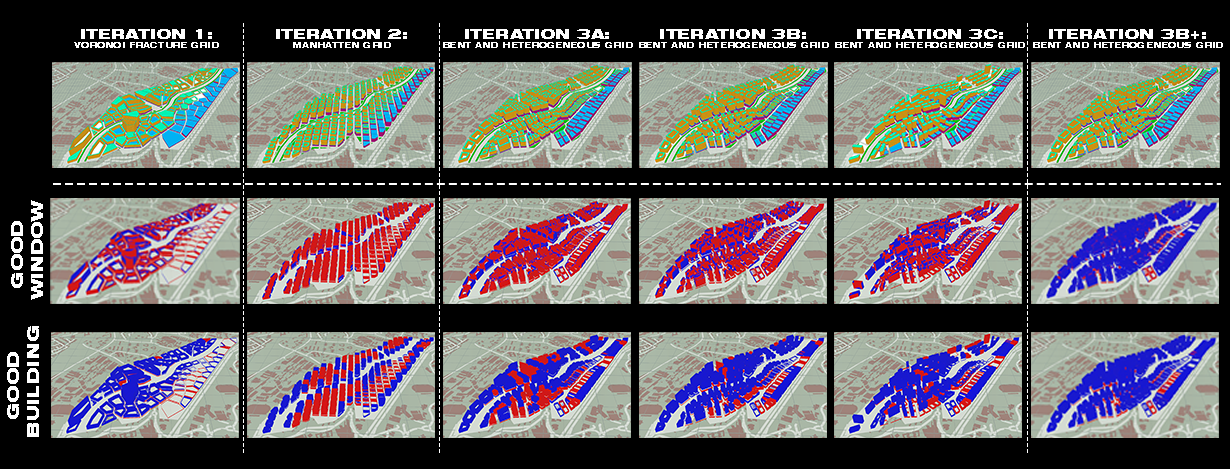 ITERATION 1:
VORONOI FRACTURE GRID
ITERATION 2:
MANHATTEN GRID
ITERATION 3A:
BENT AND HETEROGENEOUS GRID
ITERATION 3B:
BENT AND HETEROGENEOUS GRID
ITERATION 3C:
BENT AND HETEROGENEOUS GRID
ITERATION 3B+:
BENT AND HETEROGENEOUS GRID
GOOD
WINDOW
GOOD
BUILDING